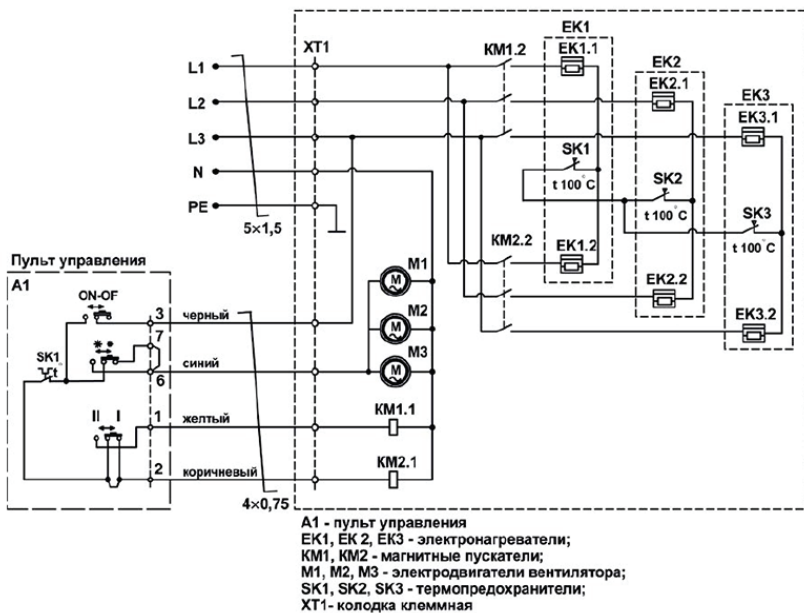 EK1
XT1
KM1.2
EK1.1
EK2
L1
EK2.1
L2
EK3
EK3.1
L3
SK1
t 100°C
N
SK2
t 100°C
SK3
t 100°C
PE
5×1,5
KM2.2
EK1.2
Пульт управления
M1
M
A1
ON-OF
EK2.2
3
черный
M2
M
EK3.2
7
SK1
t°
синий
M3
M
6
II I
1
желтый
KM1.1
2
коричневый
KM2.1
4×0,75
A1 - пульт управления
EK1, EK 2, EK3 - электронагреватели;
KM1, KM2 - магнитные пускатели;
M1, M2, M3 - электродвигатели вентилятора;
SK1, SK2, SK3 - термопредохранители;
XT1- колодка клеммная